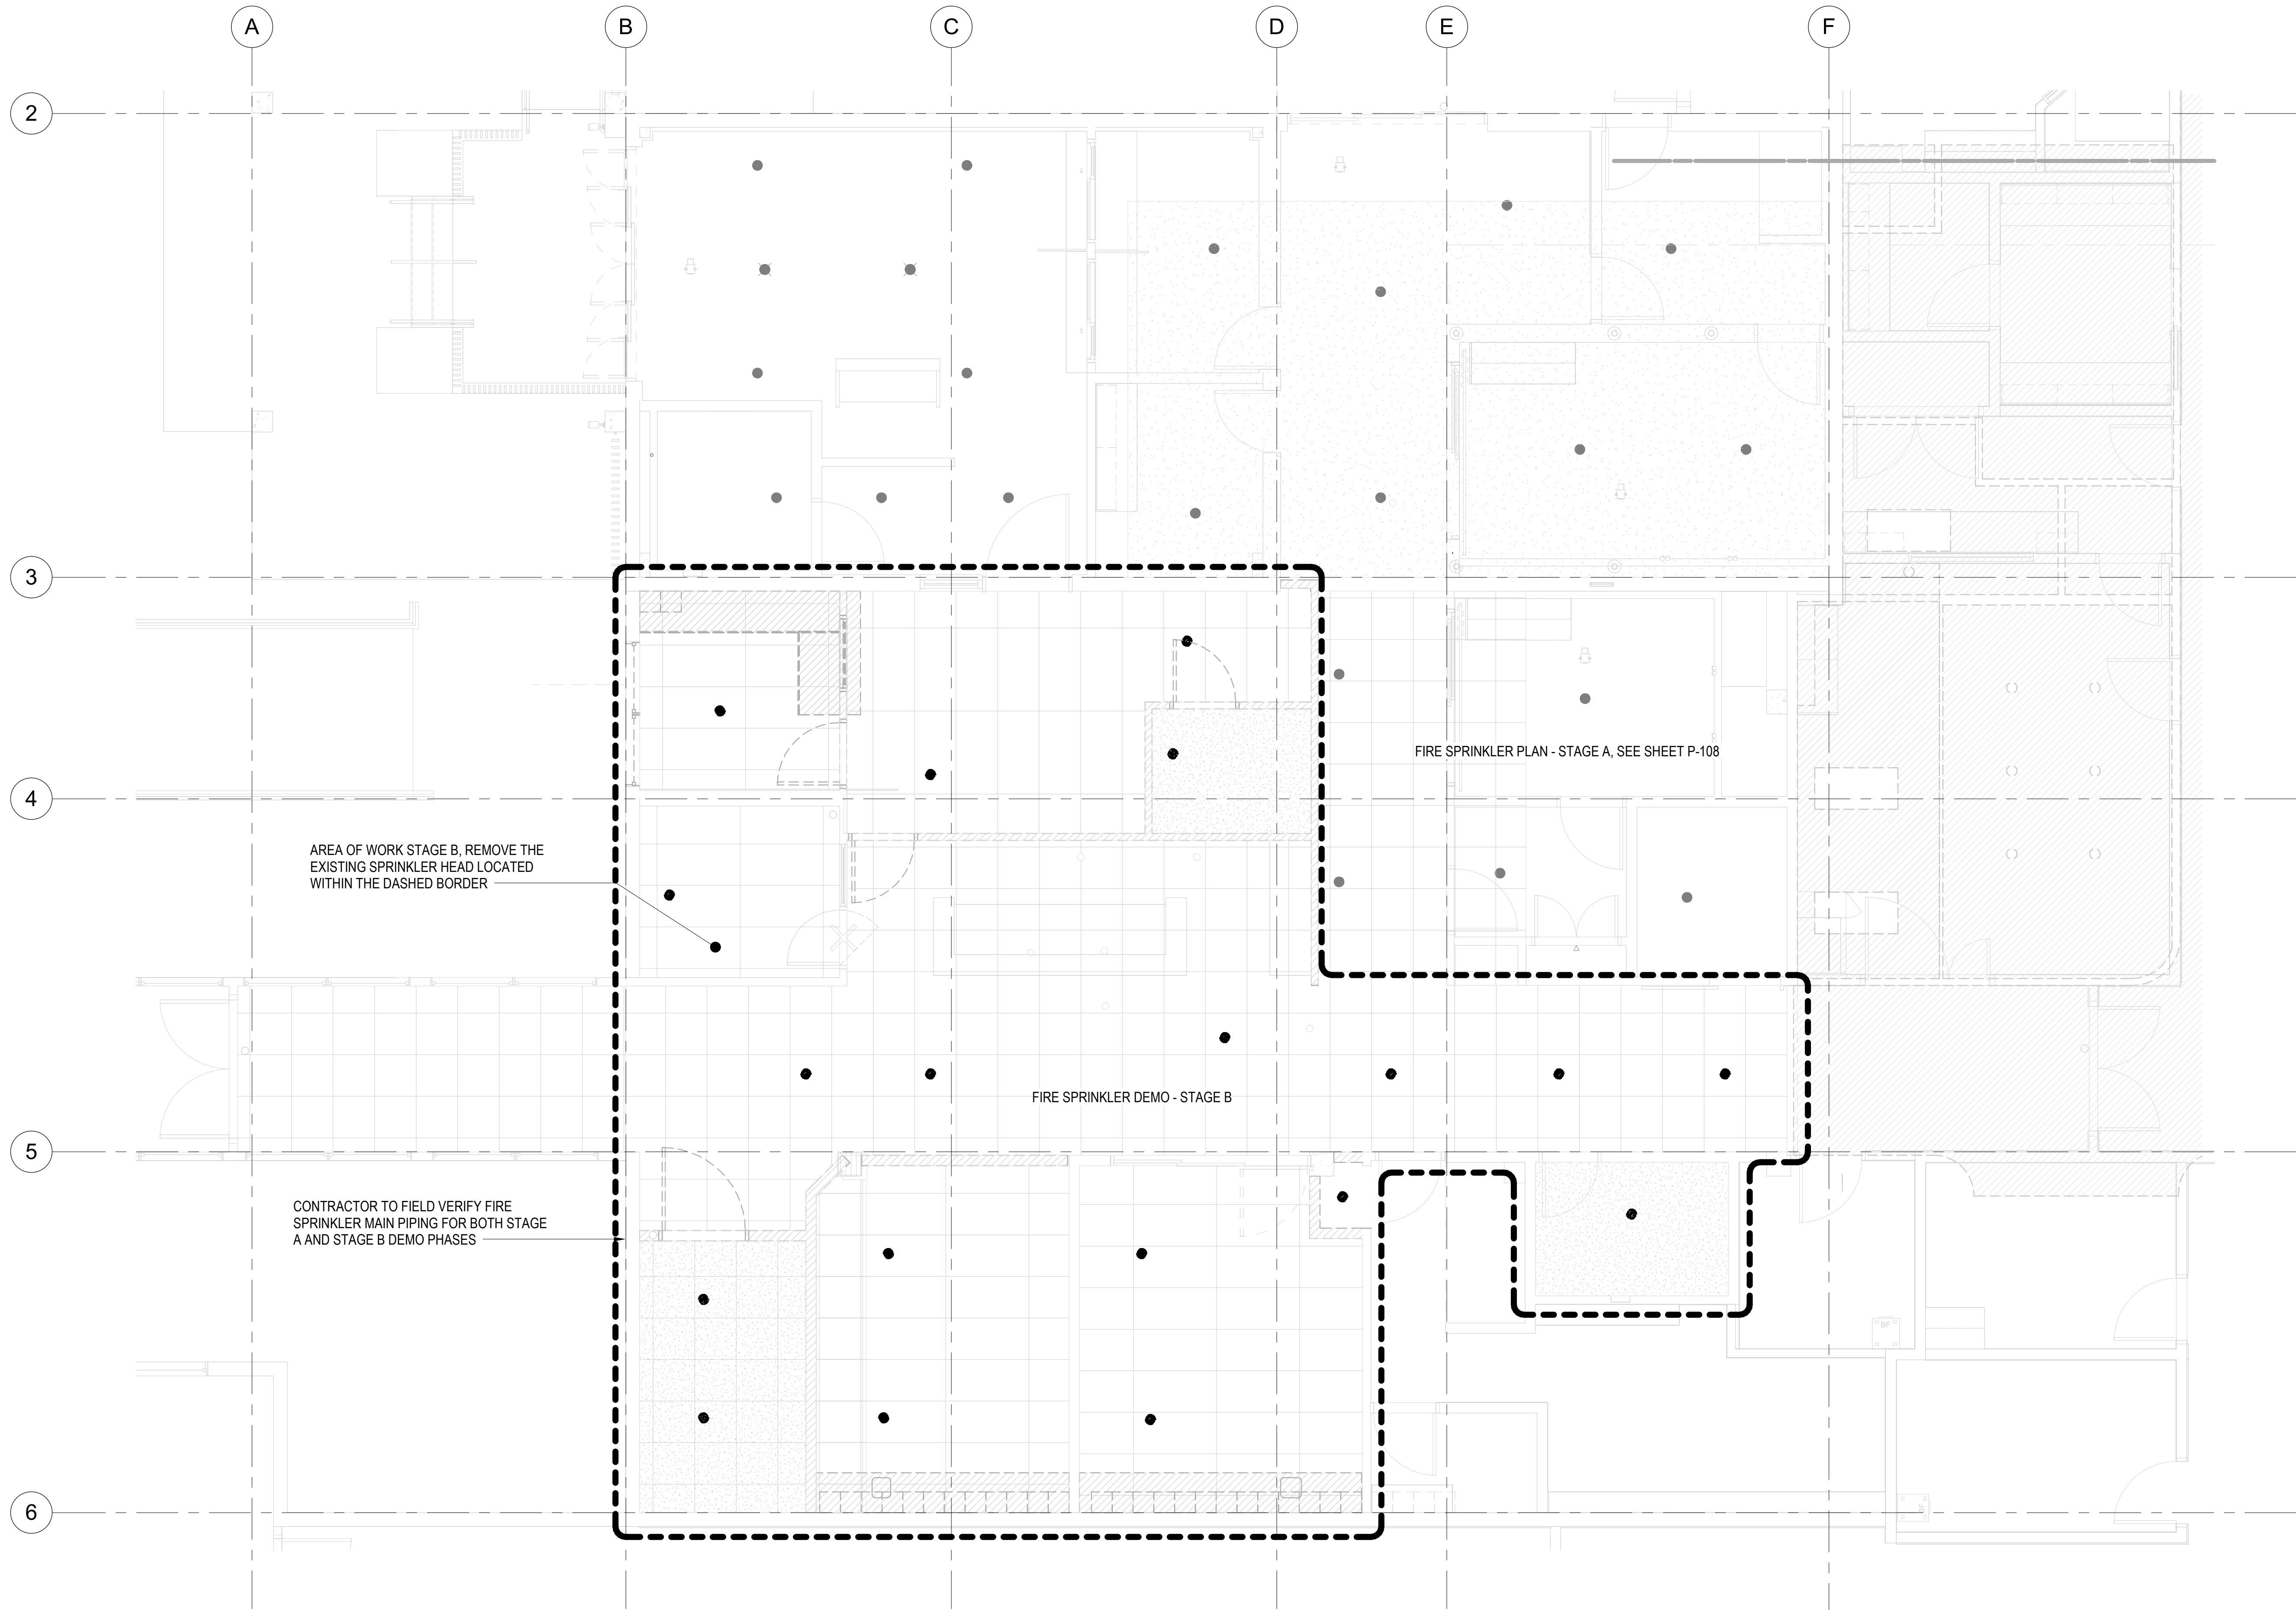 A
B
C
D
E
F
2
3
FIRE SPRINKLER PLAN - STAGE A, SEE SHEET P-108
4
AREA OF WORK STAGE B, REMOVE THE
EXISTING SPRINKLER HEAD LOCATED
WITHIN THE DASHED BORDER
FIRE SPRINKLER DEMO - STAGE B
5
CONTRACTOR TO FIELD VERIFY FIRE
SPRINKLER MAIN PIPING FOR BOTH STAGE
A AND STAGE B DEMO PHASES
BF
6
BF